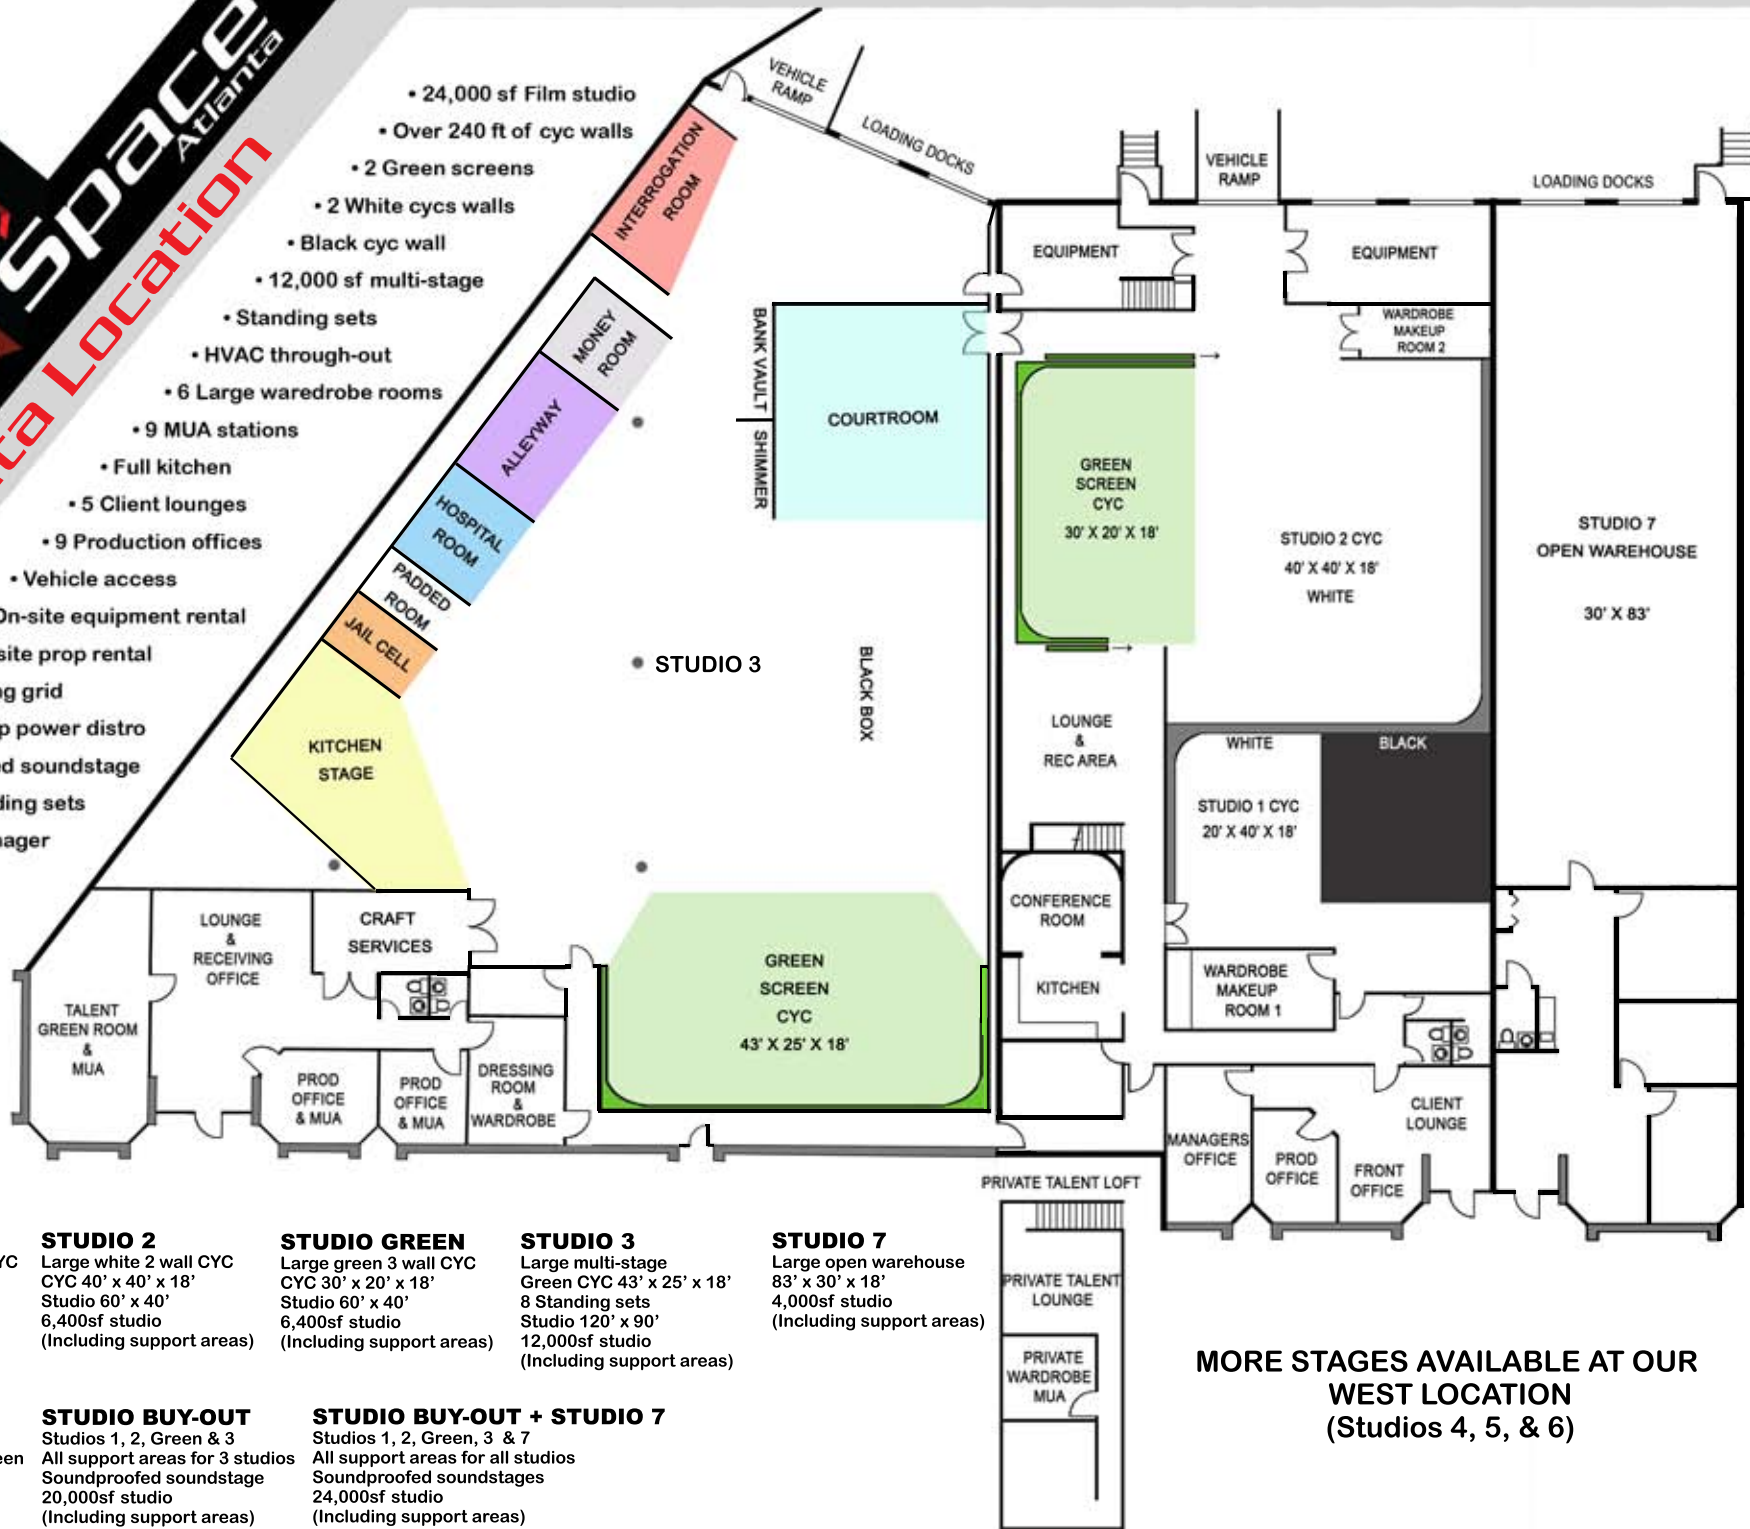 Space
Atlanta
Location
• 24,000 sf Film studio
• Over 240 ft of cyc walls
• 2 Green screens
• 2 White cycs walls
• Black cyc wall
• 12,000 sf multi-stage
• Standing sets
• HVAC through-out
• 6 Large waredrobe rooms
• 9 MUA stations
• Full kitchen
• 5 Client lounges
• 9 Production offices
• Vehicle access
On-site equipment rental
site prop rental
grid
power distro
soundstage
sets
VEHICLE
RAMP
LOADING DOCKS
VEHICLE
RAMP
LOADING DOCKS
INTERROGATION
ROOM
MONEY
ROOM
ALLEYWAY
HOSPITAL
ROOM
PADDED
ROOM
JAIL CELL
KITCHEN
STAGE
BANK VAULT
SHIMMER
COURTROOM
STUDIO 3
BLACK BOX
EQUIPMENT
EQUIPMENT
WARDROBE
MAKEUP
ROOM 2
GREEN
SCREEN
CYC
30' X 20' X 18'
STUDIO 2 CYC
40' X 40' X 18'
WHITE
STUDIO 7
OPEN WAREHOUSE
30' X 83'
LOUNGE
&
REC AREA
WHITE
BLACK
STUDIO 1 CYC
20' X 40' X 18'
CONFERENCE
ROOM
KITCHEN
WARDROBE
MAKEUP
ROOM 1
GREEN
SCREEN
CYC
43' X 25' X 18'
CRAFT
SERVICES
LOUNGE
&
RECEIVING
OFFICE
TALENT
GREEN ROOM
&
MUA
PROD
OFFICE
& MUA
PROD
OFFICE
& MUA
DRESSING
ROOM
&
WARDROBE
MANAGERS
OFFICE
PROD
OFFICE
FRONT
OFFICE
CLIENT
LOUNGE
PRIVATE TALENT LOFT
PRIVATE TALENT
LOUNGE
PRIVATE
WARDROBE
MUA
STUDIO 2
Large white 2 wall CYC
CYC 40' x 40' x 18'
Studio 60' x 40'
6,400sf studio
(Including support areas)
STUDIO GREEN
Large green 3 wall CYC
CYC 30' x 20' x 18'
Studio 60' x 40'
6,400sf studio
(Including support areas)
STUDIO 3
Large multi-stage
Green CYC 43' x 25' x 18'
8 Standing sets
Studio 120' x 90'
12,000sf studio
(Including support areas)
STUDIO 7
Large open warehouse
83' x 30' x 18'
4,000sf studio
(Including support areas)
STUDIO BUY-OUT
Studios 1, 2, Green & 3
All support areas for 3 studios
Soundproofed soundstage
20,000sf studio
(Including support areas)
STUDIO BUY-OUT + STUDIO 7
Studios 1, 2, Green, 3 & 7
All support areas for all studios
Soundproofed soundstages
24,000sf studio
(Including support areas)
MORE STAGES AVAILABLE AT OUR
WEST LOCATION
(Studios 4, 5, & 6)